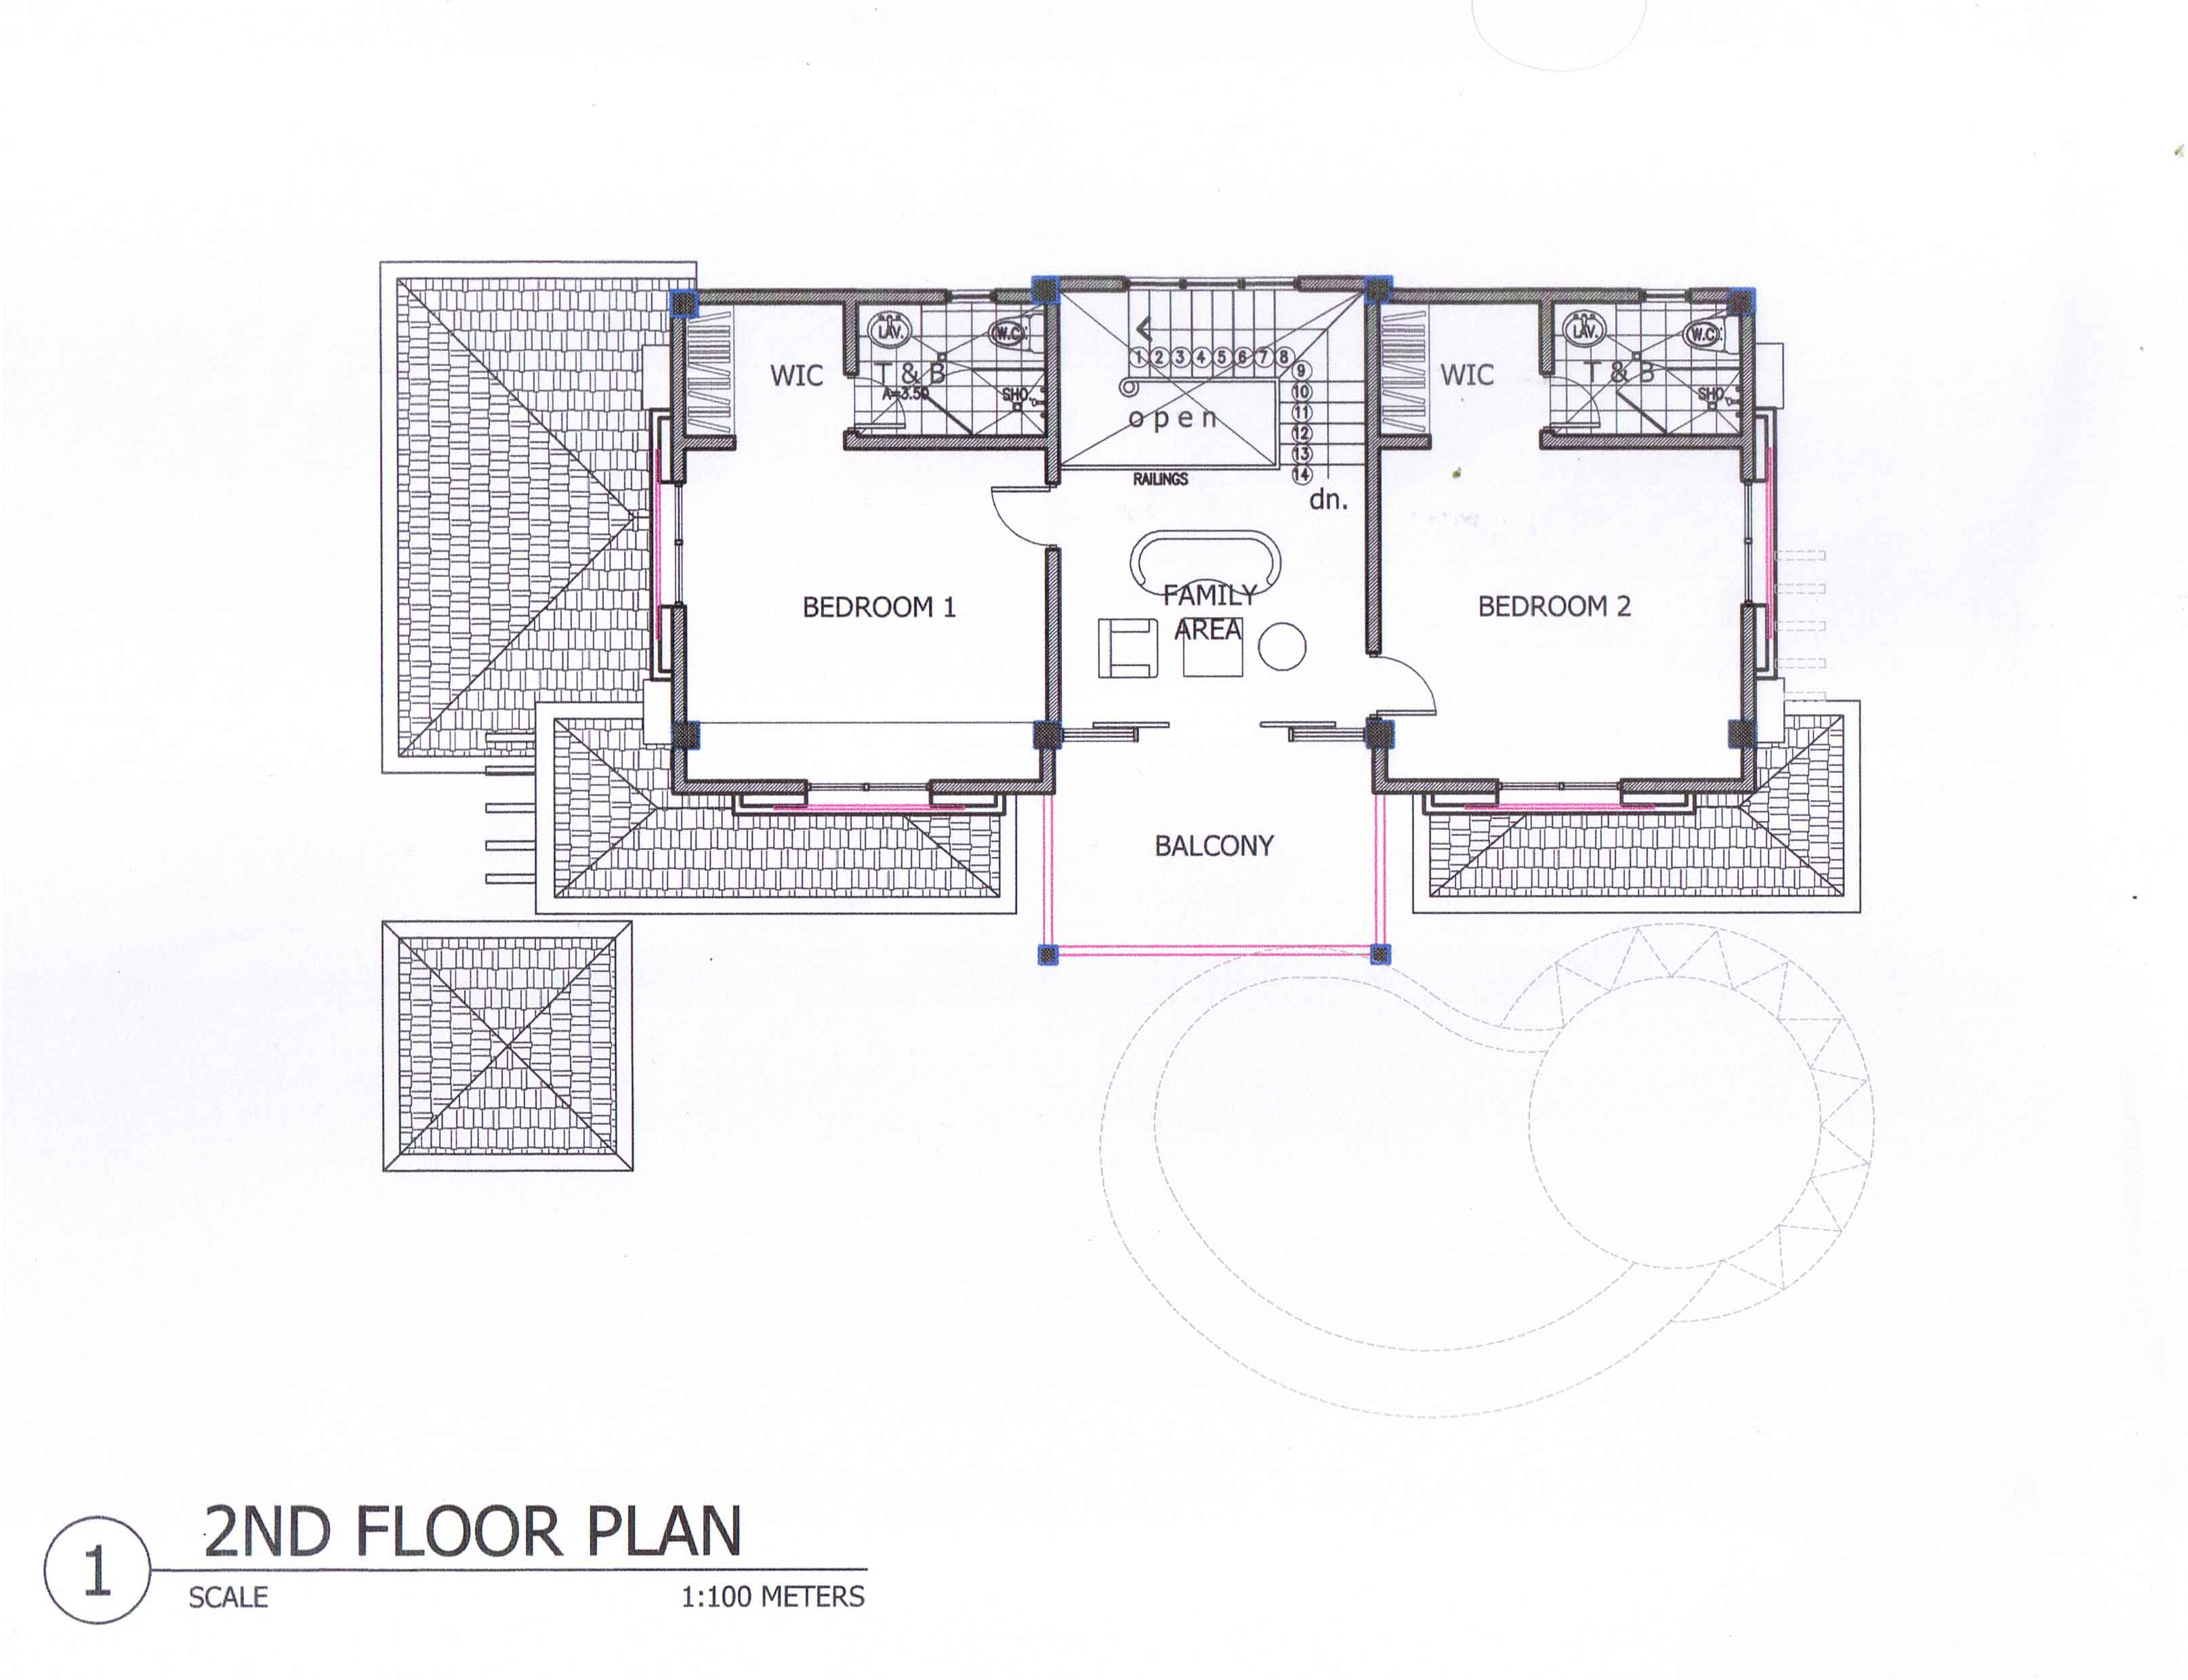 WIC
LAV.
W.C.
T & B
A=3.50
SHO.
1 2 3 4 5 6 7 8
9
10
11
12
13
14
open
RAILINGS
dn.
WIC
LAV.
W.C.
T & B
SHO.
BEDROOM 1
FAMILY
AREA
BEDROOM 2
BALCONY
1
2ND FLOOR PLAN
SCALE 1:100 METERS